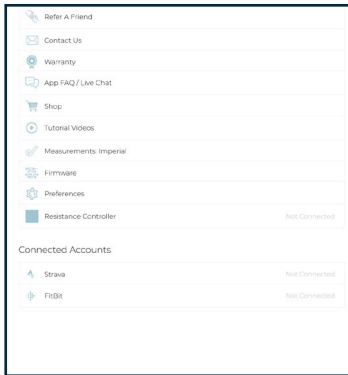 Refer A Friend
Contact Us
Warranty
App FAQ / Live Chat
Shop
Tutorial Videos
Measurements: Imperial
Firmware
Preferences
Resistance Controller Not Connected
Connected Accounts
Strava Not Connected
FitBit Not Connected